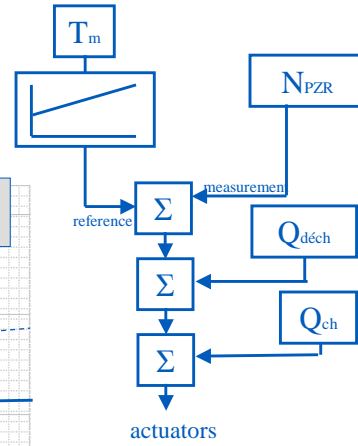 Tm
NPZR
measuremen
reference
Σ
Qdéch
Σ
Qch
Σ
actuators